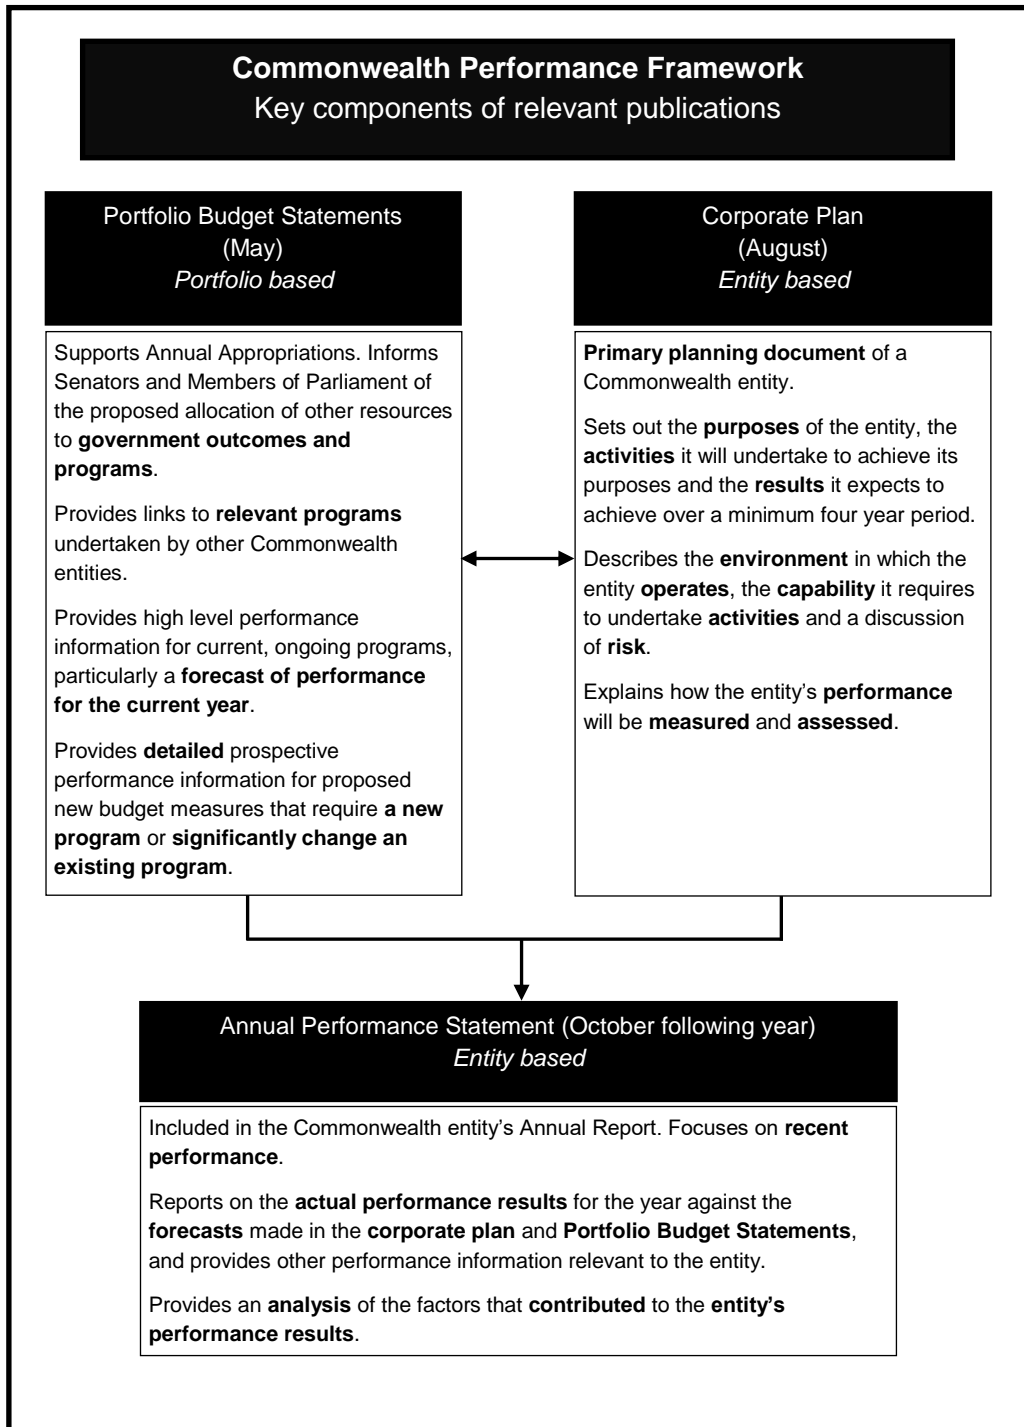 Commonwealth Performance Framework
Key components of relevant publications
Portfolio Budget Statements
(May)
Portfolio based
Supports Annual Appropriations. Informs
Senators and Members of Parliament of
the proposed allocation of other resources
to government outcomes and
programs.
Provides links to relevant programs
undertaken by other Commonwealth
entities.
Provides high level performance
information for current, ongoing programs,
particularly a forecast of performance
for the current year.
Provides detailed prospective
performance information for proposed
new budget measures that require a new
program or significantly change an
existing program.
Corporate Plan
(August)
Entity based
Primary planning document of a
Commonwealth entity.
Sets out the purposes of the entity, the
activities it will undertake to achieve its
purposes and the results it expects to
achieve over a minimum four year period.
Describes the environment in which the
entity operates, the capability it requires
to undertake activities and a discussion
of risk.
Explains how the entity's performance
will be measured and assessed.
Annual Performance Statement (October following year)
Entity based
Included in the Commonwealth entity's Annual Report. Focuses on recent
performance.
Reports on the actual performance results for the year against the
forecasts made in the corporate plan and Portfolio Budget Statements,
and provides other performance information relevant to the entity.
Provides an analysis of the factors that contributed to the entity's
performance results.